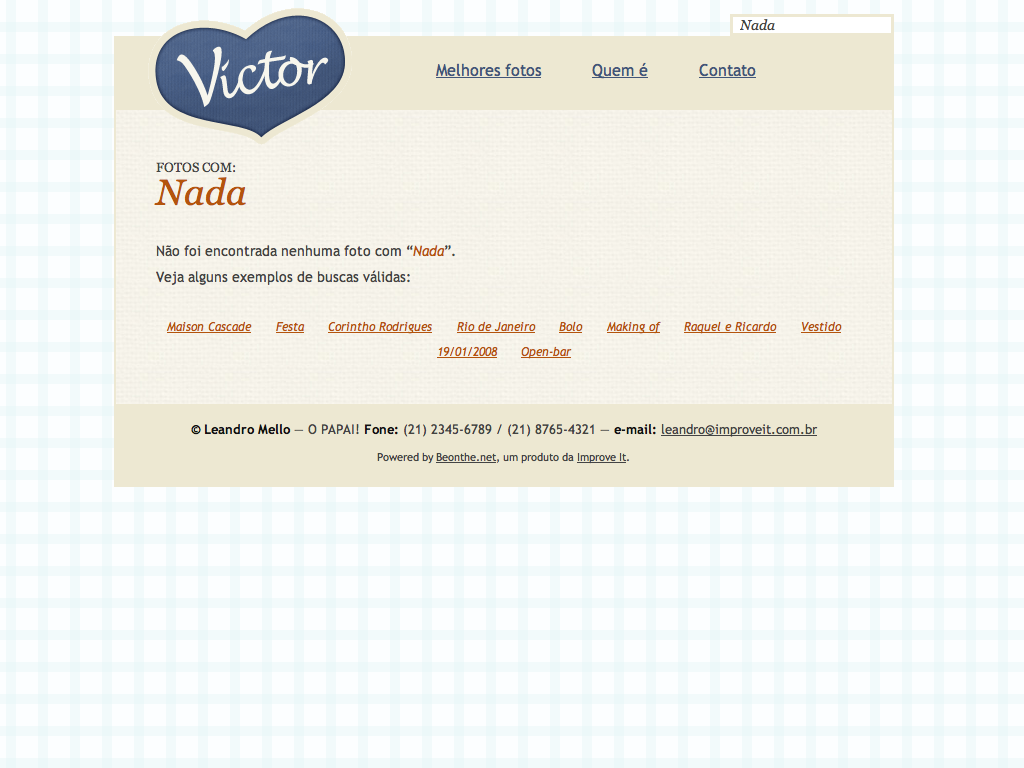 Nada
Victor
Melhores fotos Quem é Contato
FOTOS COM:
Nada
Não foi encontrada nenhuma foto com “Nada”.
Veja alguns exemplos de buscas válidas:
Maison Cascade Festa Corintho Rodrigues Rio de Janeiro Bolo Making of Raquel e Ricardo Vestido
19/01/2008 Open-bar
© Leandro Mello — O PAPAI! Fone: (21) 2345-6789 / (21) 8765-4321 — e-mail: leandro@improveit.com.br
Powered by Beonthe.net, um produto da Improve It.